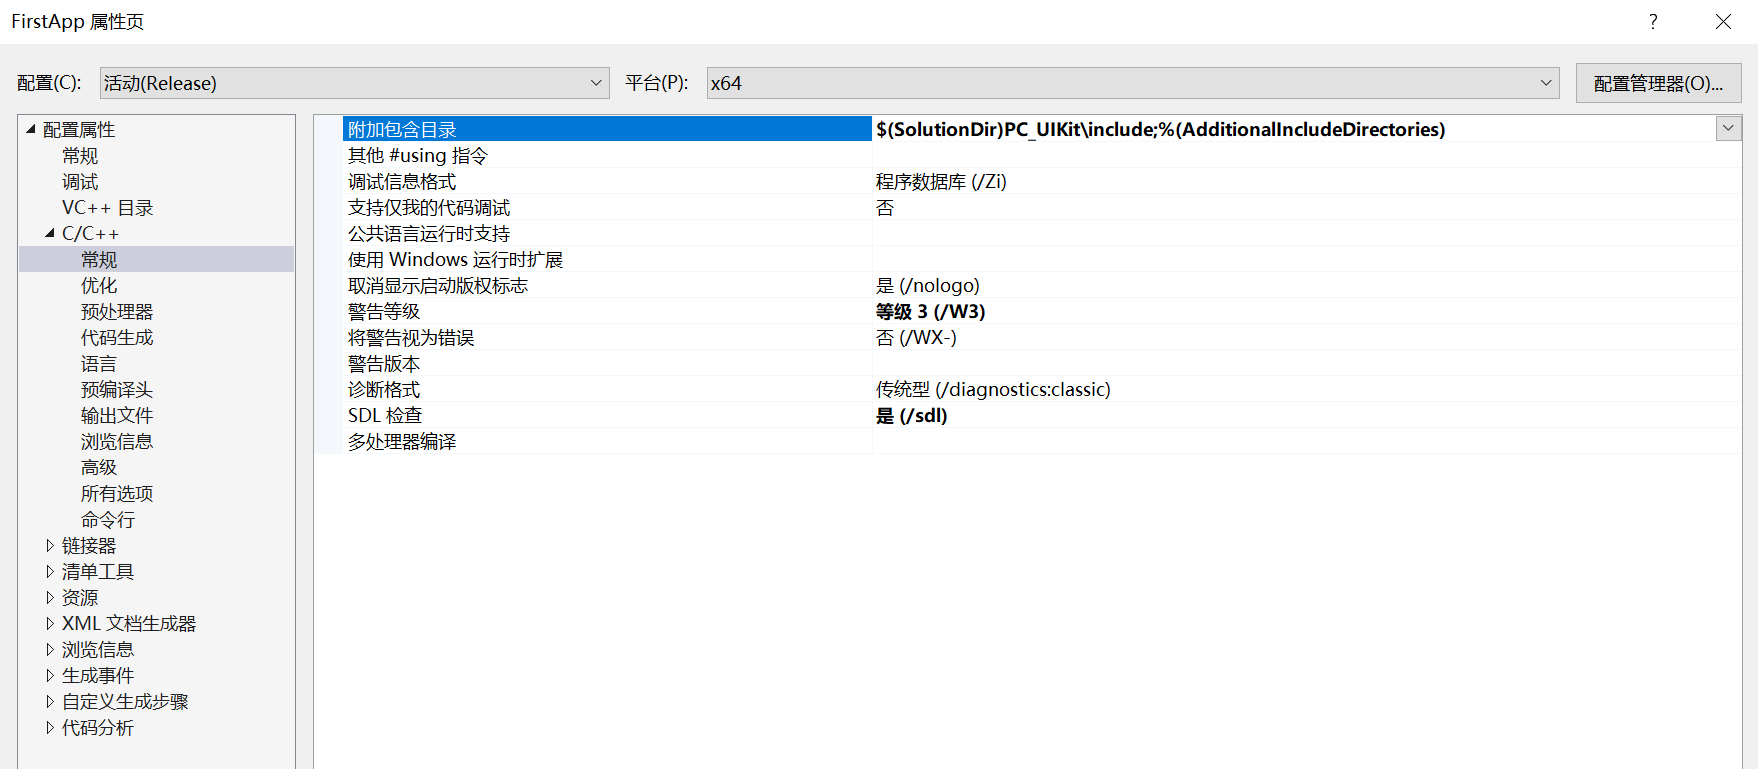 FirstApp 属性页
配置(C): 活动(Release) 平台(P): x64 配置管理器(O)...
配置属性
常规
调试
VC++ 目录
C/C++
常规
优化
预处理器
代码生成
语言
预编译头
输出文件
浏览信息
高级
所有选项
命令行
链接器
清单工具
资源
XML 文档生成器
浏览信息
生成事件
自定义生成步骤
代码分析
附加包含目录 $(SolutionDir)PC_UIKit\include;%(AdditionalIncludeDirectories)
其他 #using 指令
调试信息格式 程序数据库 (/Zi)
支持仅我的代码调试 否
公共语言运行时支持
使用 Windows 运行时扩展
取消显示启动版权标志 是 (/nologo)
警告等级 等级 3 (/W3)
将警告视为错误 否 (/WX-)
警告版本
诊断格式 传统型 (/diagnostics:classic)
SDL 检查 是 (/sdl)
多处理器编译